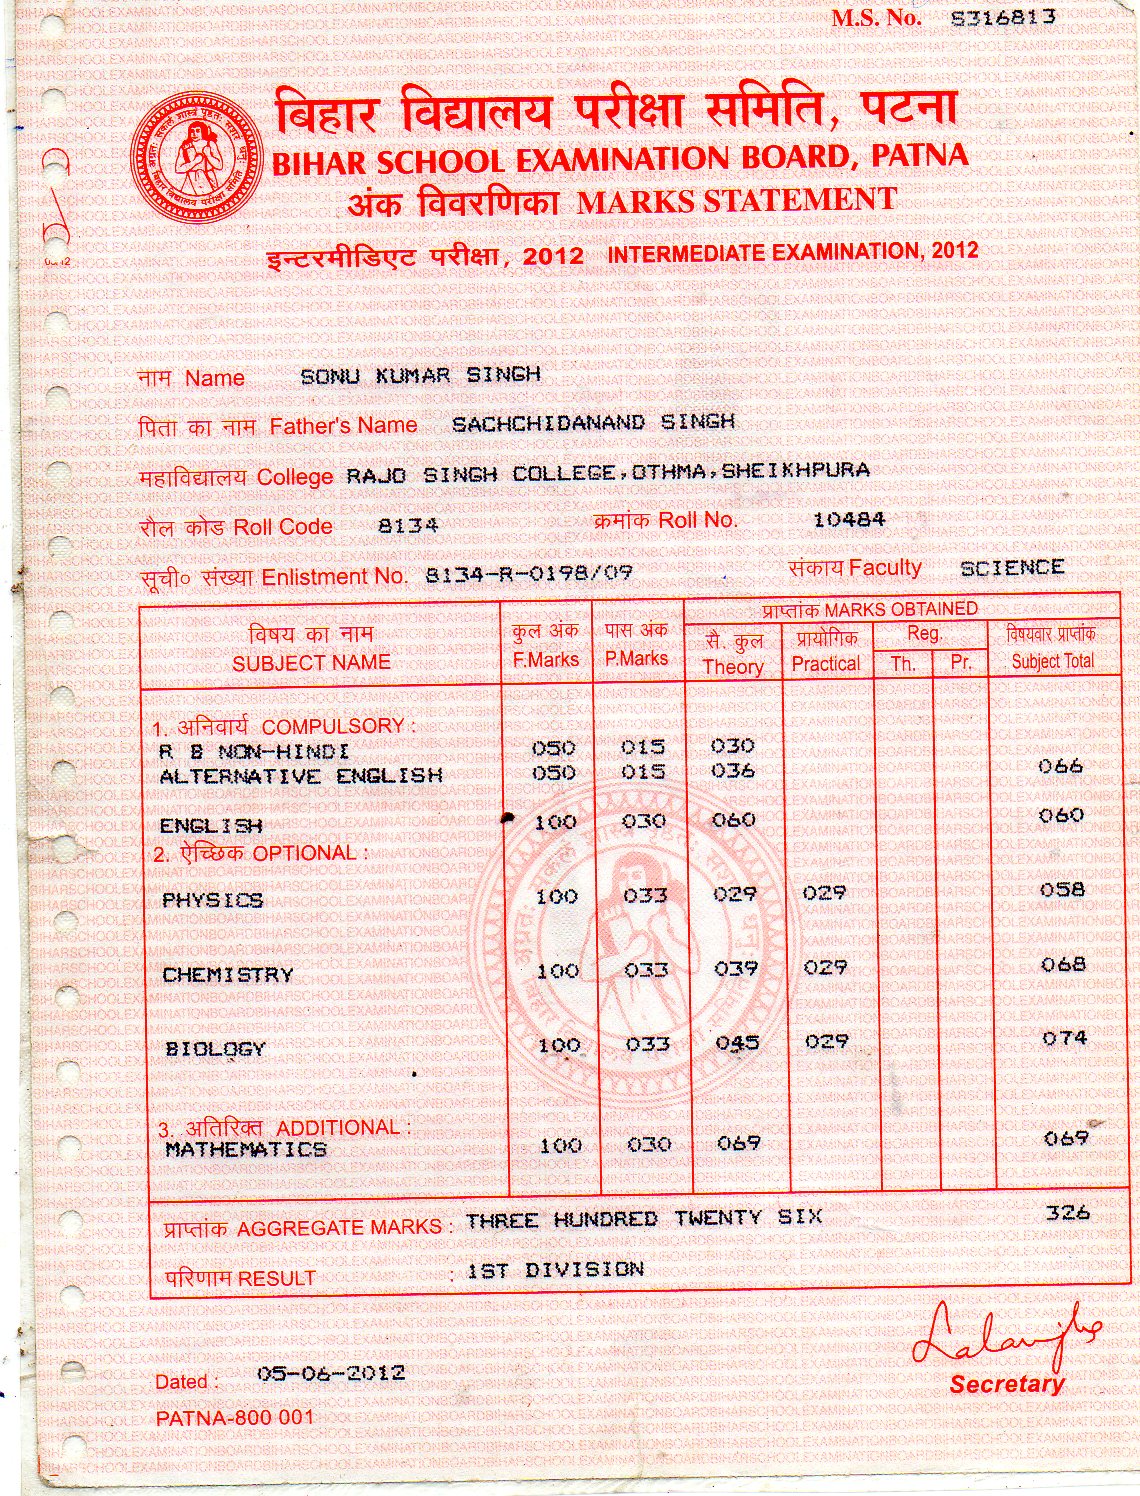 M.S. No. S316813
बिहार विद्यालय परीक्षा समिति, पटना
BIHAR SCHOOL EXAMINATION BOARD, PATNA
अंक विवरणिका MARKS STATEMENT
इन्टरमीडिएट परीक्षा, 2012 INTERMEDIATE EXAMINATION, 2012
नाम Name SONU KUMAR SINGH
पिता का नाम Father's Name SACHCHIDANAND SINGH
महाविद्यालय College RAJO SINGH COLLEGE,OTHMA,SHEIKHPURA
रौल कोड Roll Code 8134 क्रमांक Roll No. 10484
सूची० संख्या Enlistment No. 8134-R-0198/09 संकाय Faculty SCIENCE
विषय का नाम कुल अंक पास अंक प्राप्तांक MARKS OBTAINED
SUBJECT NAME F.Marks P.Marks सै. कुल Theory प्रायोगिक Practical Reg. Th. Pr. विषयवार प्राप्तांक Subject Total
1. अनिवार्य COMPULSORY :
R B NON-HINDI 050 015 030
ALTERNATIVE ENGLISH 050 015 036 066
ENGLISH 100 030 060 060
2. ऐच्छिक OPTIONAL :
PHYSICS 100 033 029 029 058
CHEMISTRY 100 033 039 029 068
BIOLOGY 100 033 045 029 074
3. अतिरिक्त ADDITIONAL :
MATHEMATICS 100 030 069 069
प्राप्तांक AGGREGATE MARKS : THREE HUNDRED TWENTY SIX 326
परिणाम RESULT : 1ST DIVISION
Dated : 05-06-2012
Secretary
PATNA-800 001